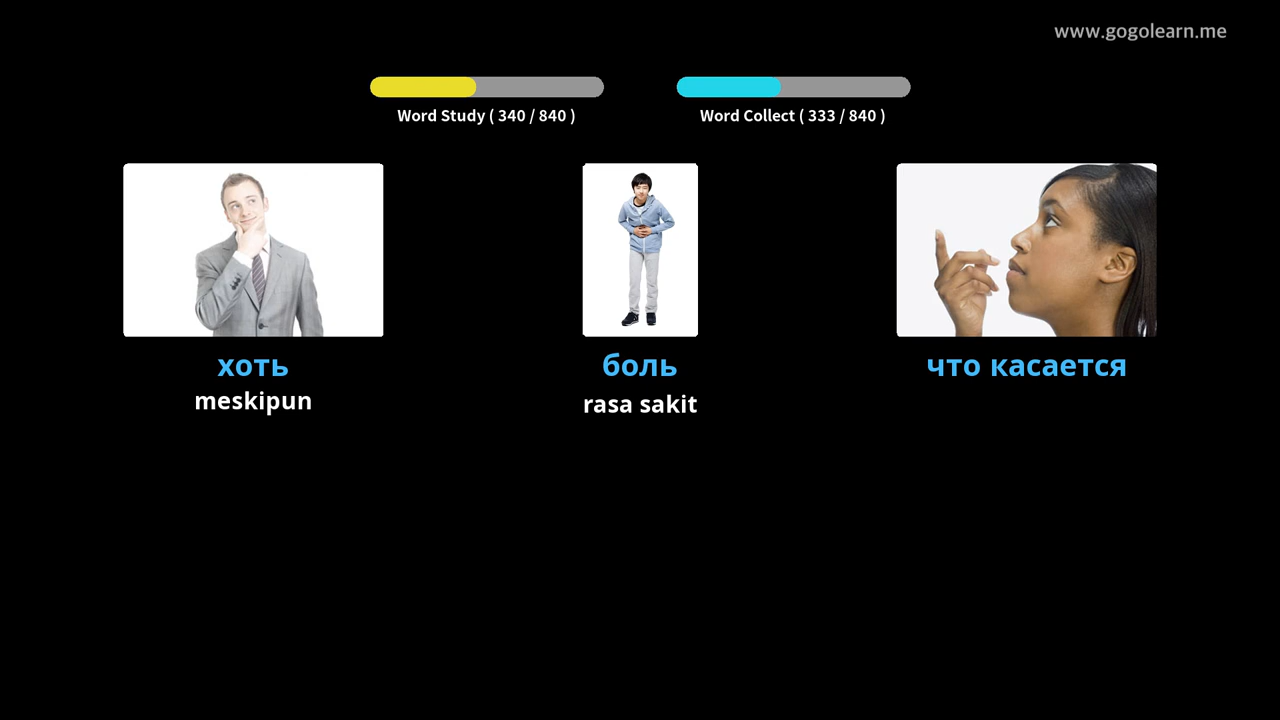 www.gogolearn.me
Word Study ( 340 / 840 )
Word Collect ( 333 / 840 )
хоть
meskipun
боль
rasa sakit
что касается